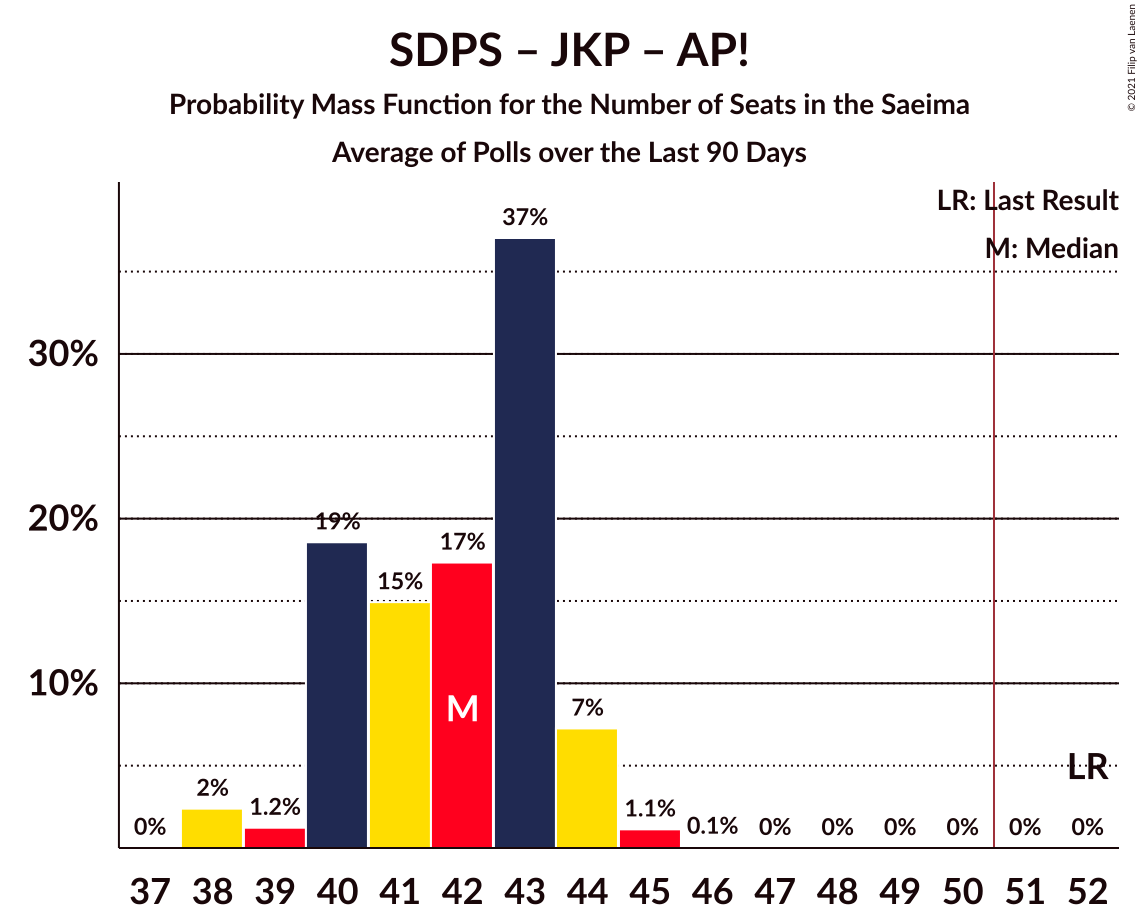 SDPS – JKP – AP!
Probability Mass Function for the Number of Seats in the Saeima
Average of Polls over the Last 90 Days
© 2021 Filip van Laenen
LR: Last Result
M: Median
37%
30%
20%
19%
17%
15%
10%
M
7%
LR
2%
1.2%
1.1%
0%
0.1%
0%
0%
0%
0%
0%
0%
37 38 39 40 41 42 43 44 45 46 47 48 49 50 51 52